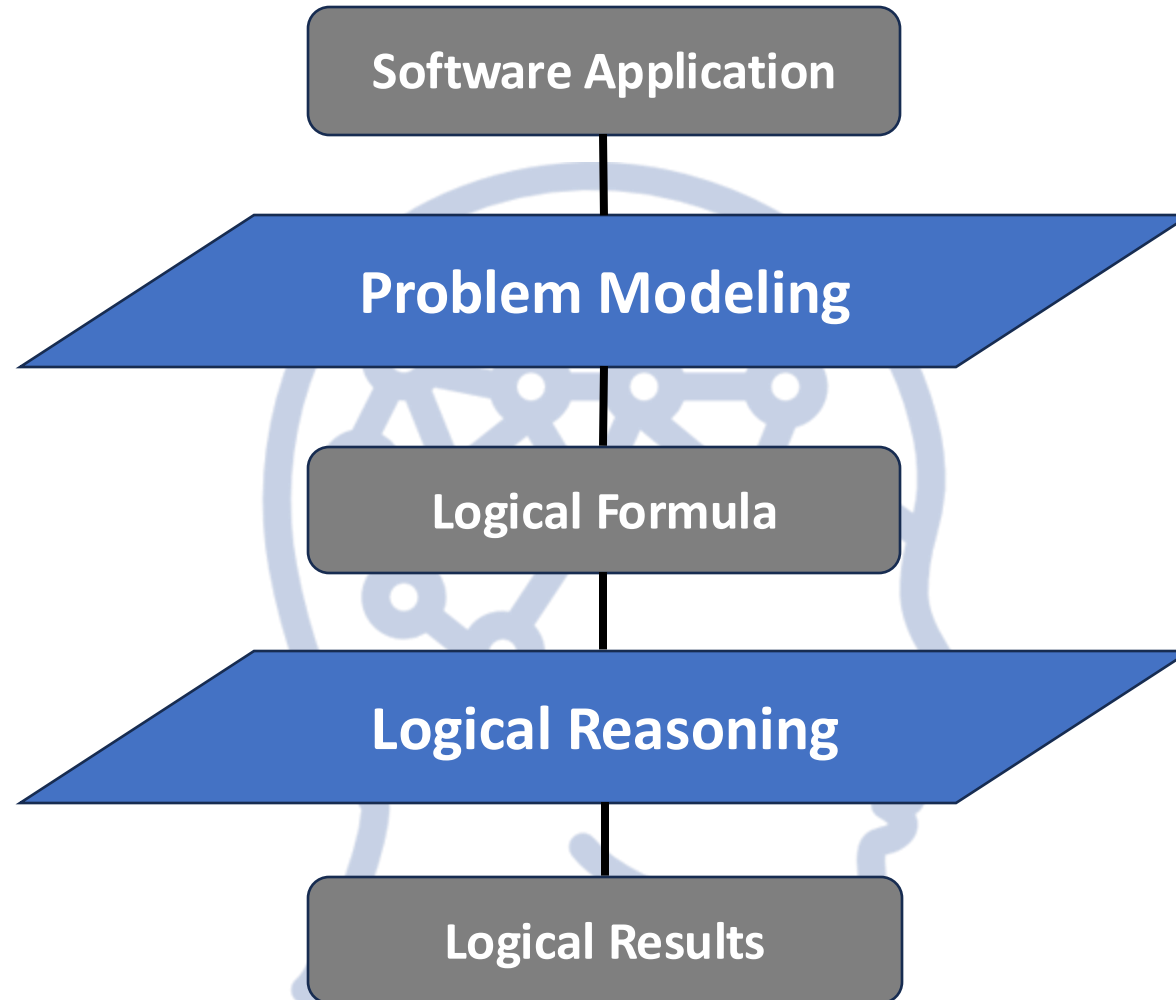 Software Application
Problem Modeling
Logical Formula
Logical Reasoning
Logical Results